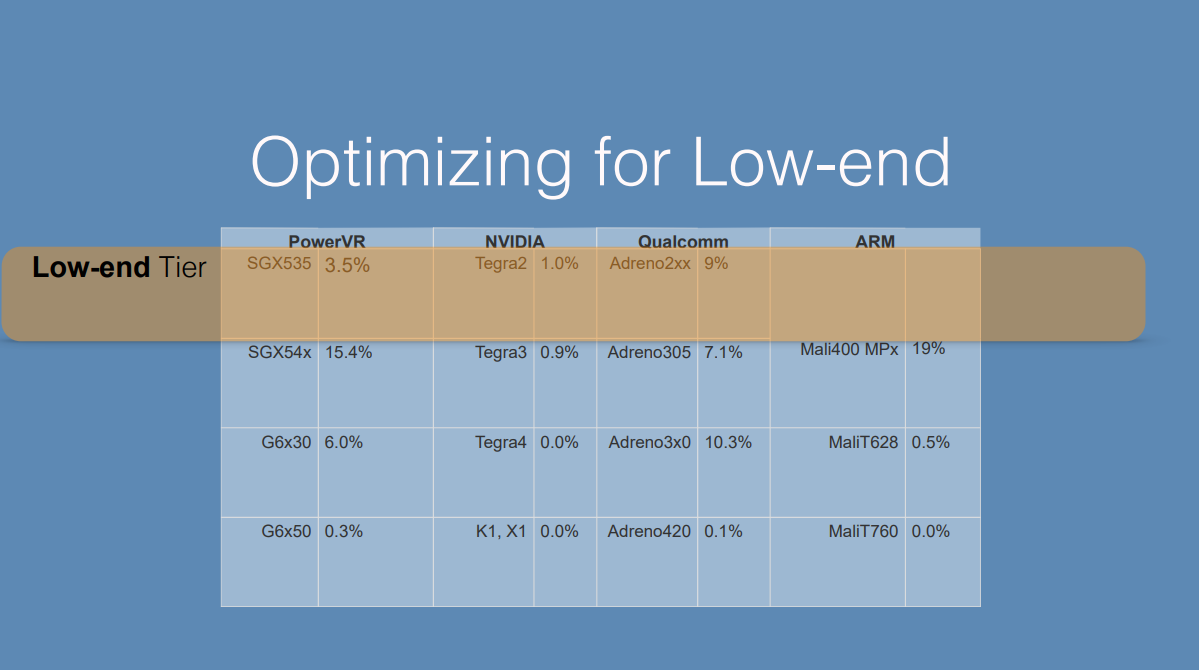 Optimizing for Low-end
PowerVR NVIDIA Qualcomm ARM
Low-end Tier SGX535 3.5% Tegra2 1.0% Adreno2xx 9%
SGX54x 15.4% Tegra3 0.9% Adreno305 7.1% Mali400 MPx 19%
G6x30 6.0% Tegra4 0.0% Adreno3x0 10.3% MaliT628 0.5%
G6x50 0.3% K1, X1 0.0% Adreno420 0.1% MaliT760 0.0%